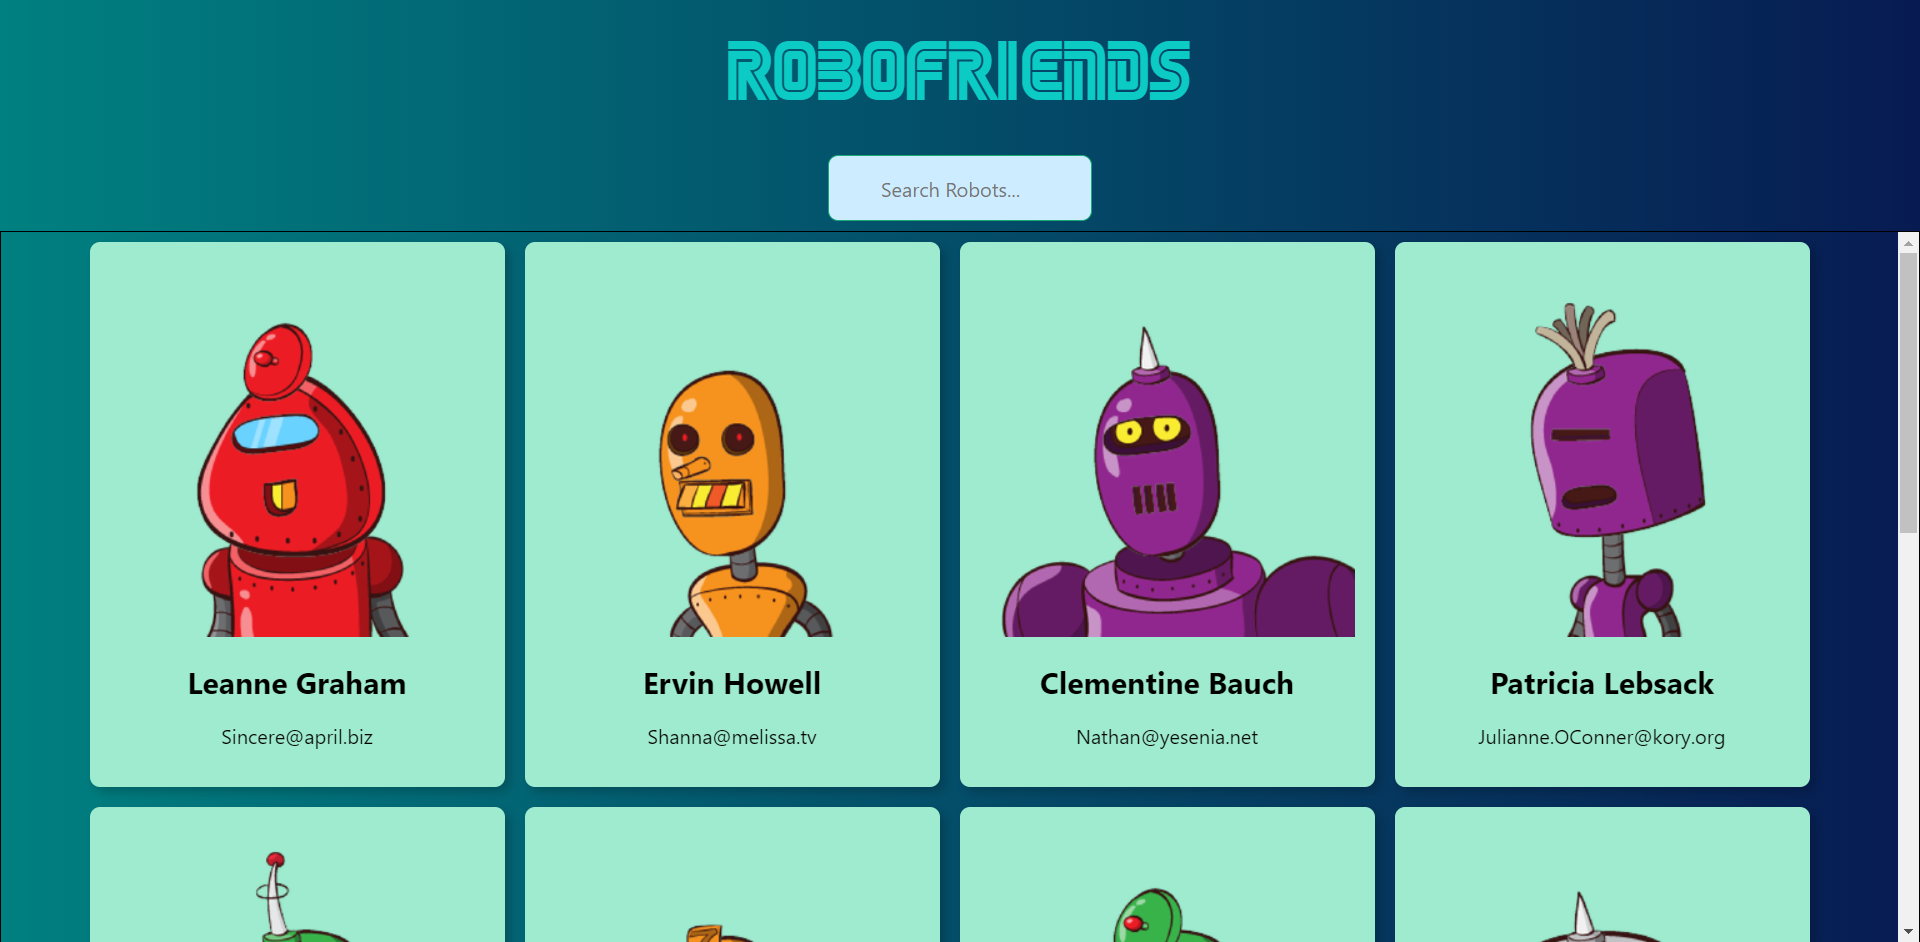 ROBOFRIENDS
Search Robots...
Leanne Graham
Sincere@april.biz
Ervin Howell
Shanna@melissa.tv
Clementine Bauch
Nathan@yesenia.net
Patricia Lebsack
Julianne.OConner@kory.org